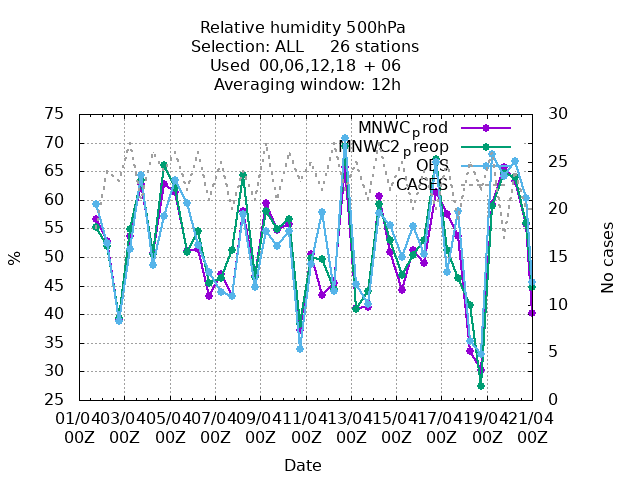 Relative humidity 500hPa
Selection: ALL     26 stations
Used  00,06,12,18  + 06
Averaging window: 12h
MNWCprod
MNWC2preop
OBS
CASES
75
70
65
60
55
50
45
40
35
30
25
30
25
20
15
10
5
0
%
No cases
01/04 03/04 05/04 07/04 09/04 11/04 13/04 15/04 17/04 19/04 21/04
00Z 00Z 00Z 00Z 00Z 00Z 00Z 00Z 00Z 00Z 00Z
Date